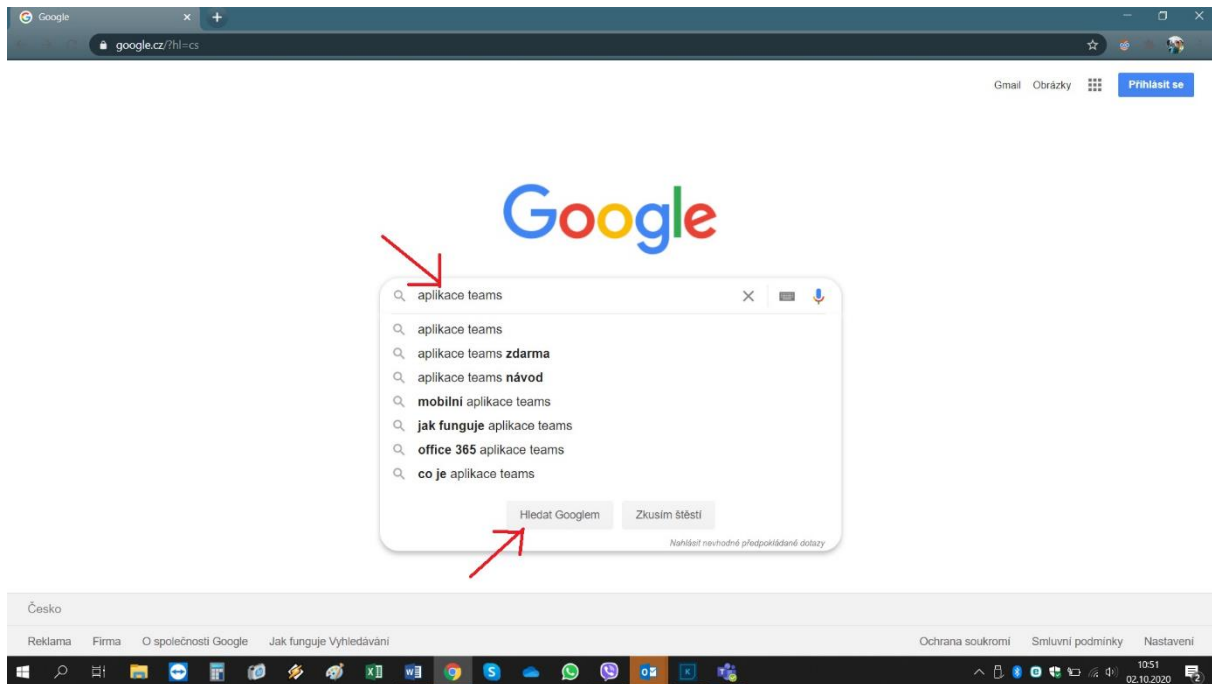 Google
google.cz/?hl=cs
Gmail Obrázky Přihlásit se
Google
aplikace teams
aplikace teams
aplikace teams zdarma
aplikace teams návod
mobilní aplikace teams
jak funguje aplikace teams
office 365 aplikace teams
co je aplikace teams
Hledat Googlem Zkusím štěstí
Nahlásit nevhodné předpokládané dotazy
Česko
Reklama Firma O společnosti Google Jak funguje Vyhledávání Ochrana soukromí Smluvní podmínky Nastavení
10:51
02.10.2020